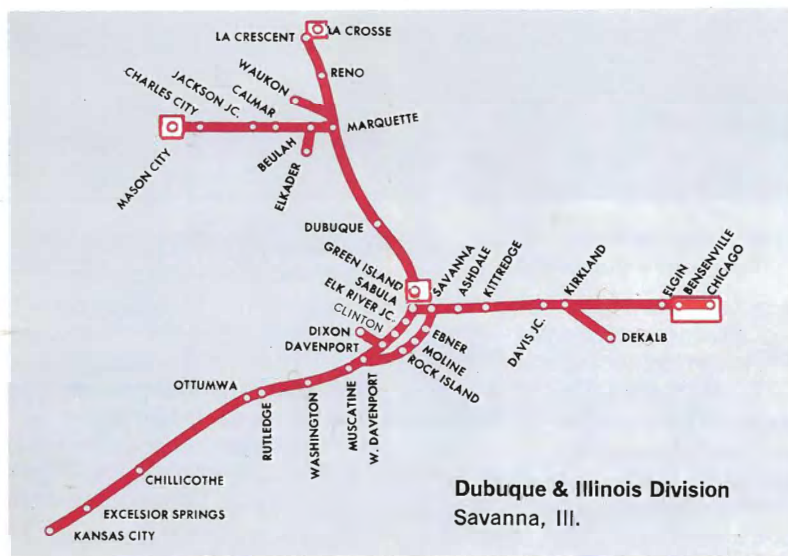 LA CRESCENT
LA CROSSE
RENO
WAUKON
CHARLES CITY
JACKSON JC.
CALMAR
MARQUETTE
MASON CITY
BEULAH
ELKADER
DUBUQUE
GREEN ISLAND
SABULA
ELK RIVER JC.
CLINTON
DIXON
DAVENPORT
SAVANNA
ASHDALE
KITTREDGE
DAVIS JC.
KIRKLAND
ELGIN
BENSENVILLE
CHICAGO
DEKALB
EBNER
MOLINE
ROCK ISLAND
W. DAVENPORT
MUSCATINE
WASHINGTON
RUTLEDGE
OTTUMWA
CHILLICOTHE
EXCELSIOR SPRINGS
KANSAS CITY
Dubuque & Illinois Division
Savanna, Ill.